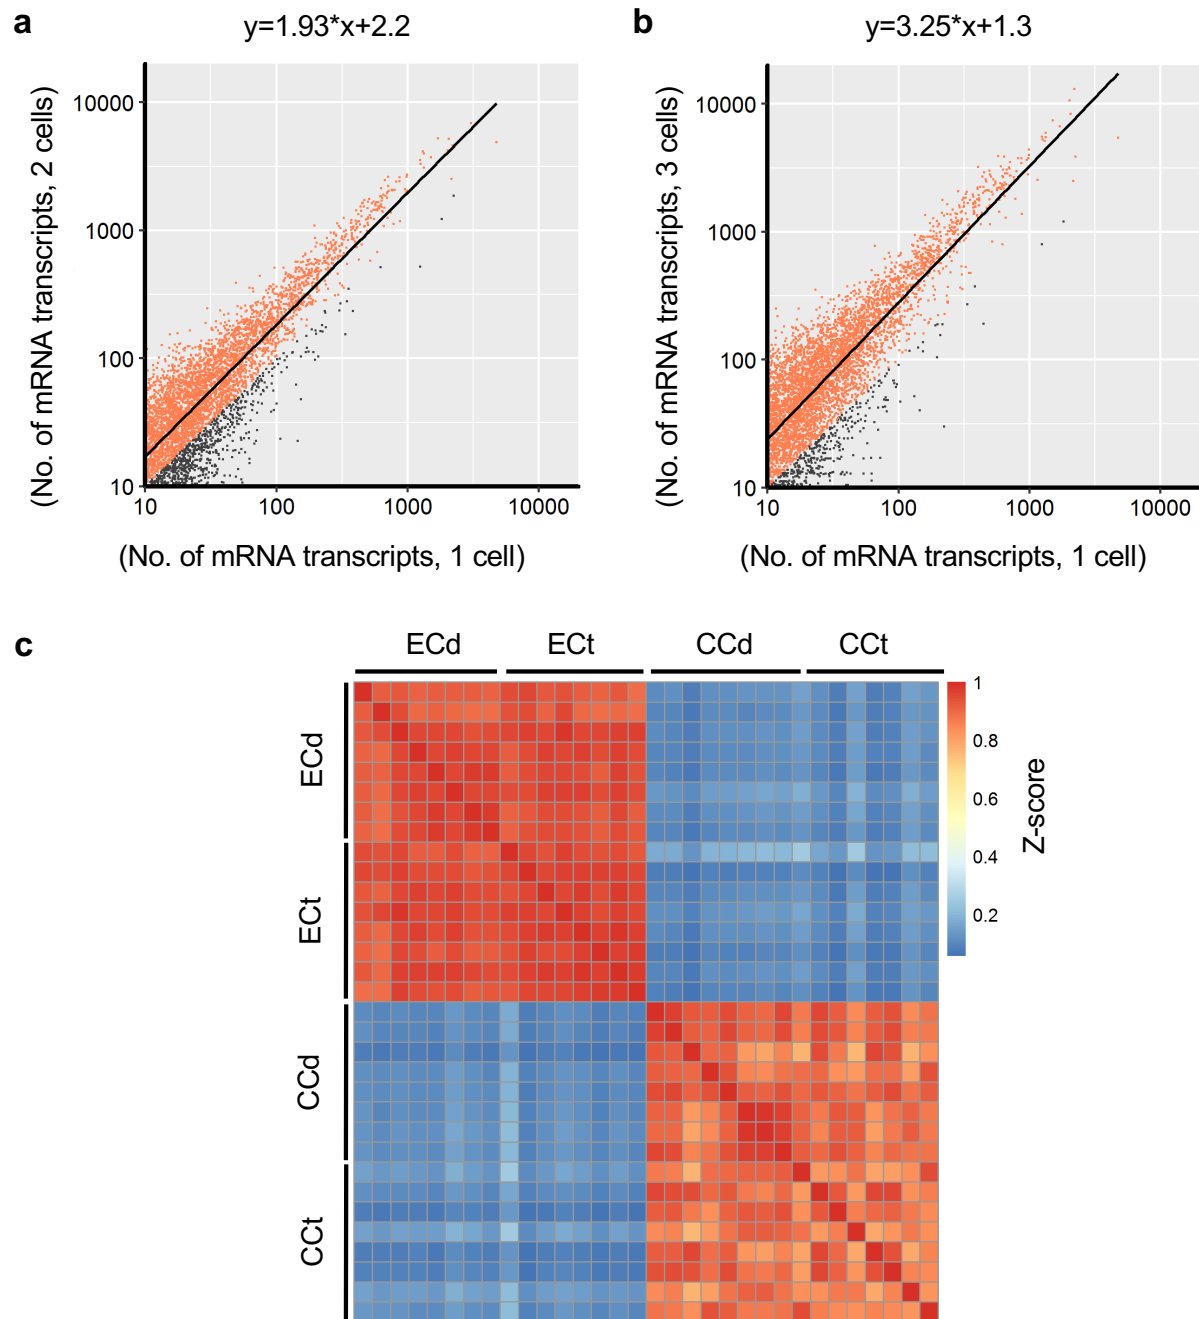 a
y=1.93*x+2.2
(No. of mRNA transcripts, 2 cells)
10000
1000
100
10
10 100 1000 10000
(No. of mRNA transcripts, 1 cell)
b
y=3.25*x+1.3
(No. of mRNA transcripts, 3 cells)
10000
1000
100
10
10 100 1000 10000
(No. of mRNA transcripts, 1 cell)
c
ECd ECt CCd CCt
ECd
ECt
CCd
CCt
1
0.8
0.6
0.4
0.2
Z-score